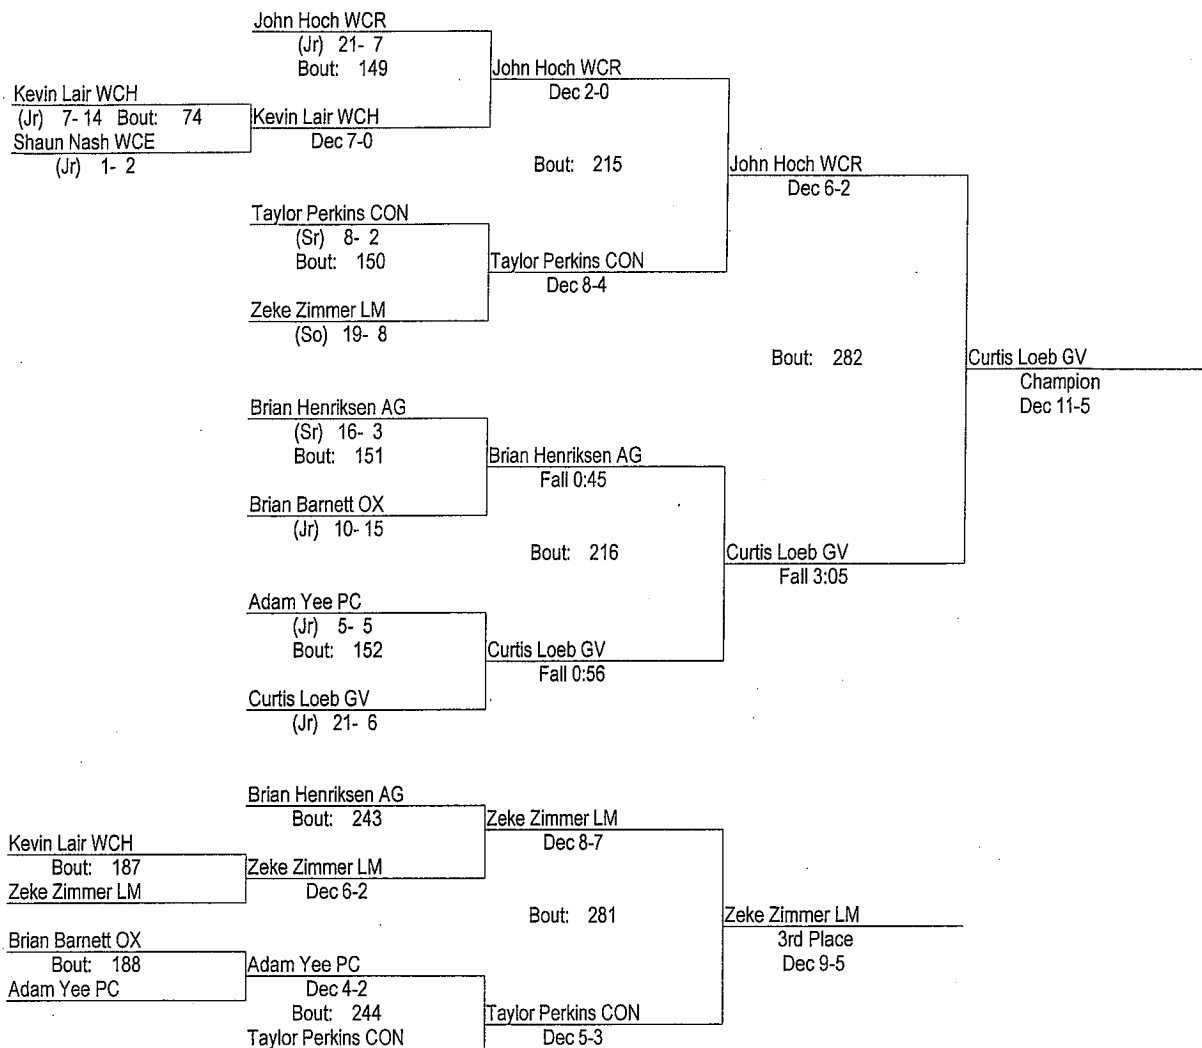 John Hoch WCR
(Jr) 21- 7
Bout: 149
John Hoch WCR
Dec 2-0
Kevin Lair WCH
(Jr) 7- 14 Bout: 74
Kevin Lair WCH
Dec 7-0
Shaun Nash WCE
(Jr) 1- 2
Bout: 215
John Hoch WCR
Dec 6-2
Taylor Perkins CON
(Sr) 8- 2
Bout: 150
Taylor Perkins CON
Dec 8-4
Zeke Zimmer LM
(So) 19- 8
Bout: 282
Curtis Loeb GV
Champion
Dec 11-5
Brian Henriksen AG
(Sr) 16- 3
Bout: 151
Brian Henriksen AG
Fall 0:45
Brian Barnett OX
(Jr) 10- 15
Bout: 216
Curtis Loeb GV
Fall 3:05
Adam Yee PC
(Jr) 5- 5
Bout: 152
Curtis Loeb GV
Fall 0:56
Curtis Loeb GV
(Jr) 21- 6
Brian Henriksen AG
Bout: 243
Zeke Zimmer LM
Dec 8-7
Kevin Lair WCH
Bout: 187
Zeke Zimmer LM
Dec 6-2
Zeke Zimmer LM
Bout: 281
Zeke Zimmer LM
3rd Place
Dec 9-5
Brian Barnett OX
Bout: 188
Adam Yee PC
Dec 4-2
Adam Yee PC
Bout: 244
Taylor Perkins CON
Dec 5-3
Taylor Perkins CON